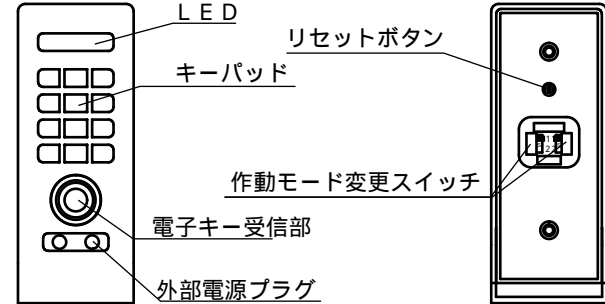 ＬＥＤ
リセットボタン
キーパッド
作動モード変更スイッチ
電子キー受信部
外部電源プラグ